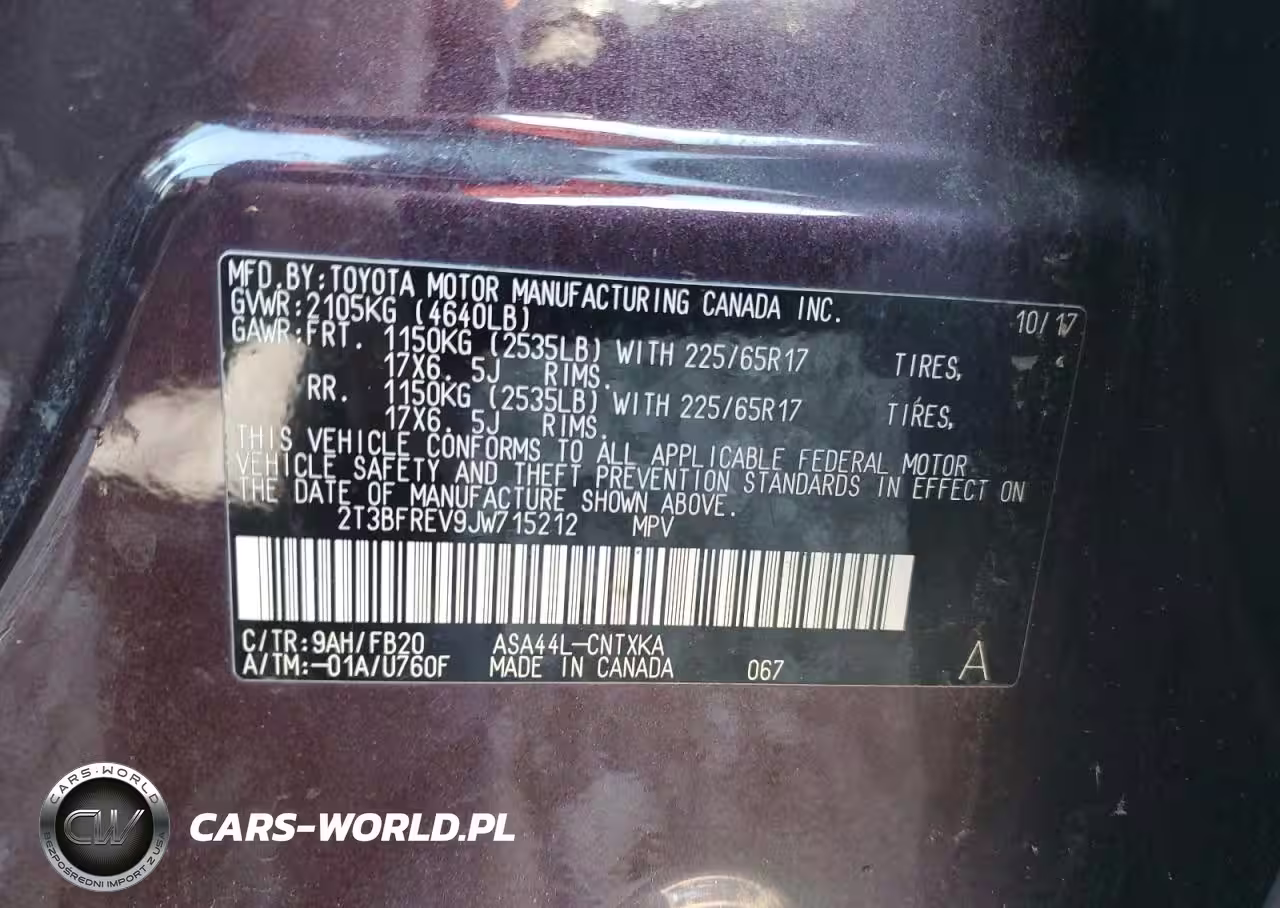 MFD.BY:TOYOTA MOTOR MANUFACTURING CANADA INC.
10/17
GVWR:2105KG (4640LB)
GAWR:FRT. 1150KG (2535LB) WITH 225/65R17 TIRES,
17X6. 5J RIMS.
RR. 1150KG (2535LB) WITH 225/65R17 TIRES,
17X6. 5J RIMS.
THIS VEHICLE CONFORMS TO ALL APPLICABLE FEDERAL MOTOR
VEHICLE SAFETY AND THEFT PREVENTION STANDARDS IN EFFECT ON
THE DATE OF MANUFACTURE SHOWN ABOVE.
2T3BFREV9JW715212 MPV
C/TR:9AH/FB20 ASA44L-CNTXKA
A/TM:-01A/U760F MADE IN CANADA 067 A
CARS-WORLD
CW
BEZPOŚREDNI IMPORT Z USA
CARS-WORLD.PL